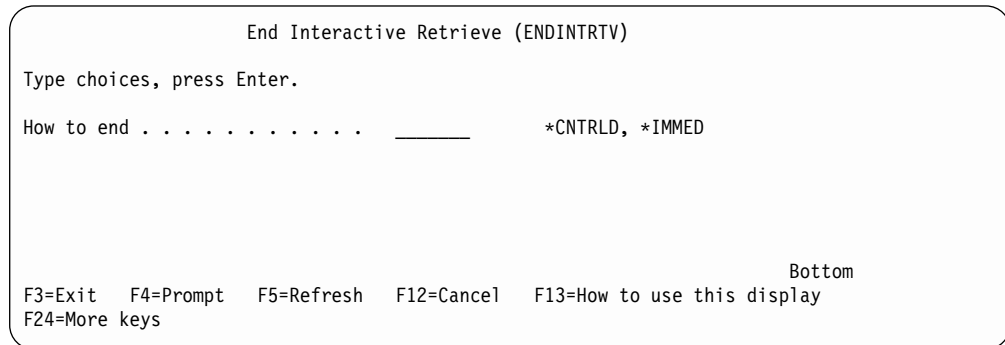 End Interactive Retrieve (ENDINTRTV)
Type choices, press Enter.
How to end . . . . . . . . . . . _______ *CNTRLD, *IMMED
Bottom
F3=Exit F4=Prompt F5=Refresh F12=Cancel F13=How to use this display
F24=More keys